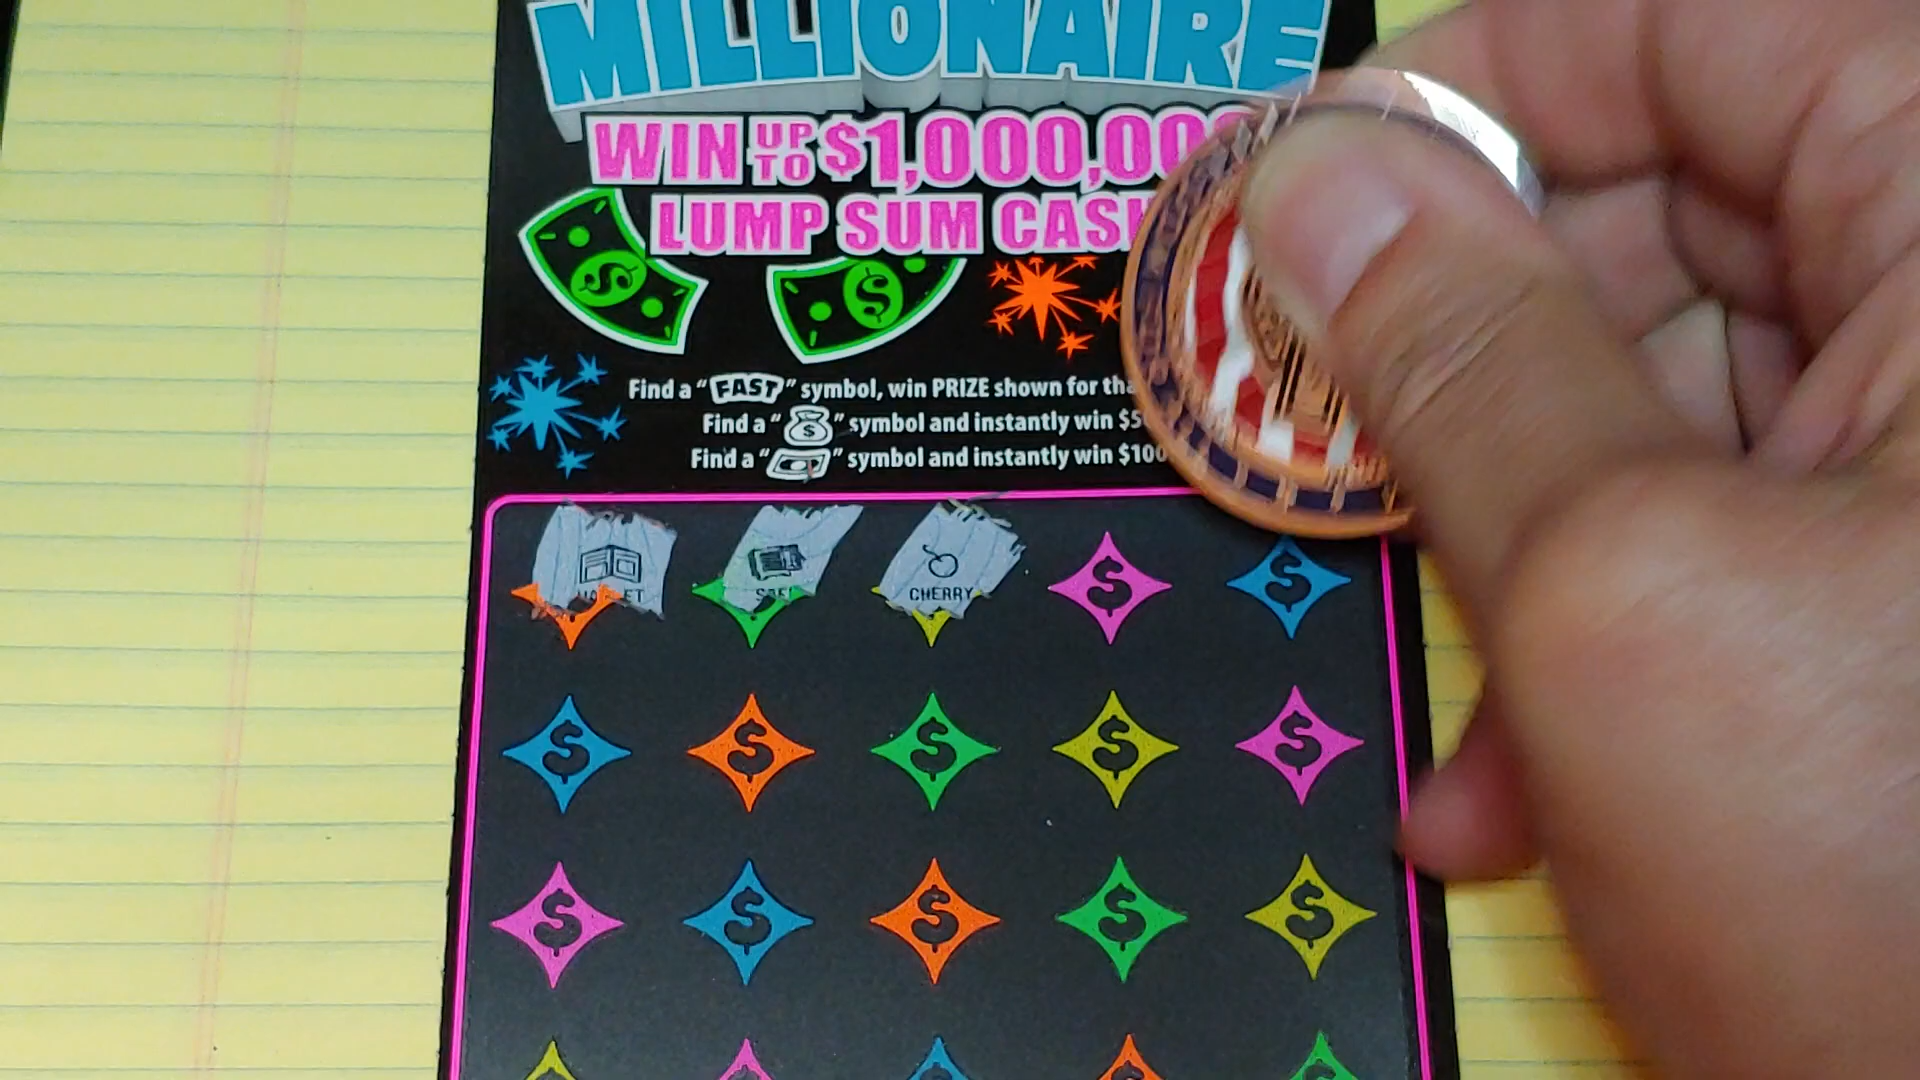 MILLIONAIRE
WIN UP TO $1,000,00
LUMP SUM CASH
Find a "FAST" symbol, win PRIZE shown for tha
Find a "$" symbol and instantly win $5
Find a " " symbol and instantly win $100
CHERRY